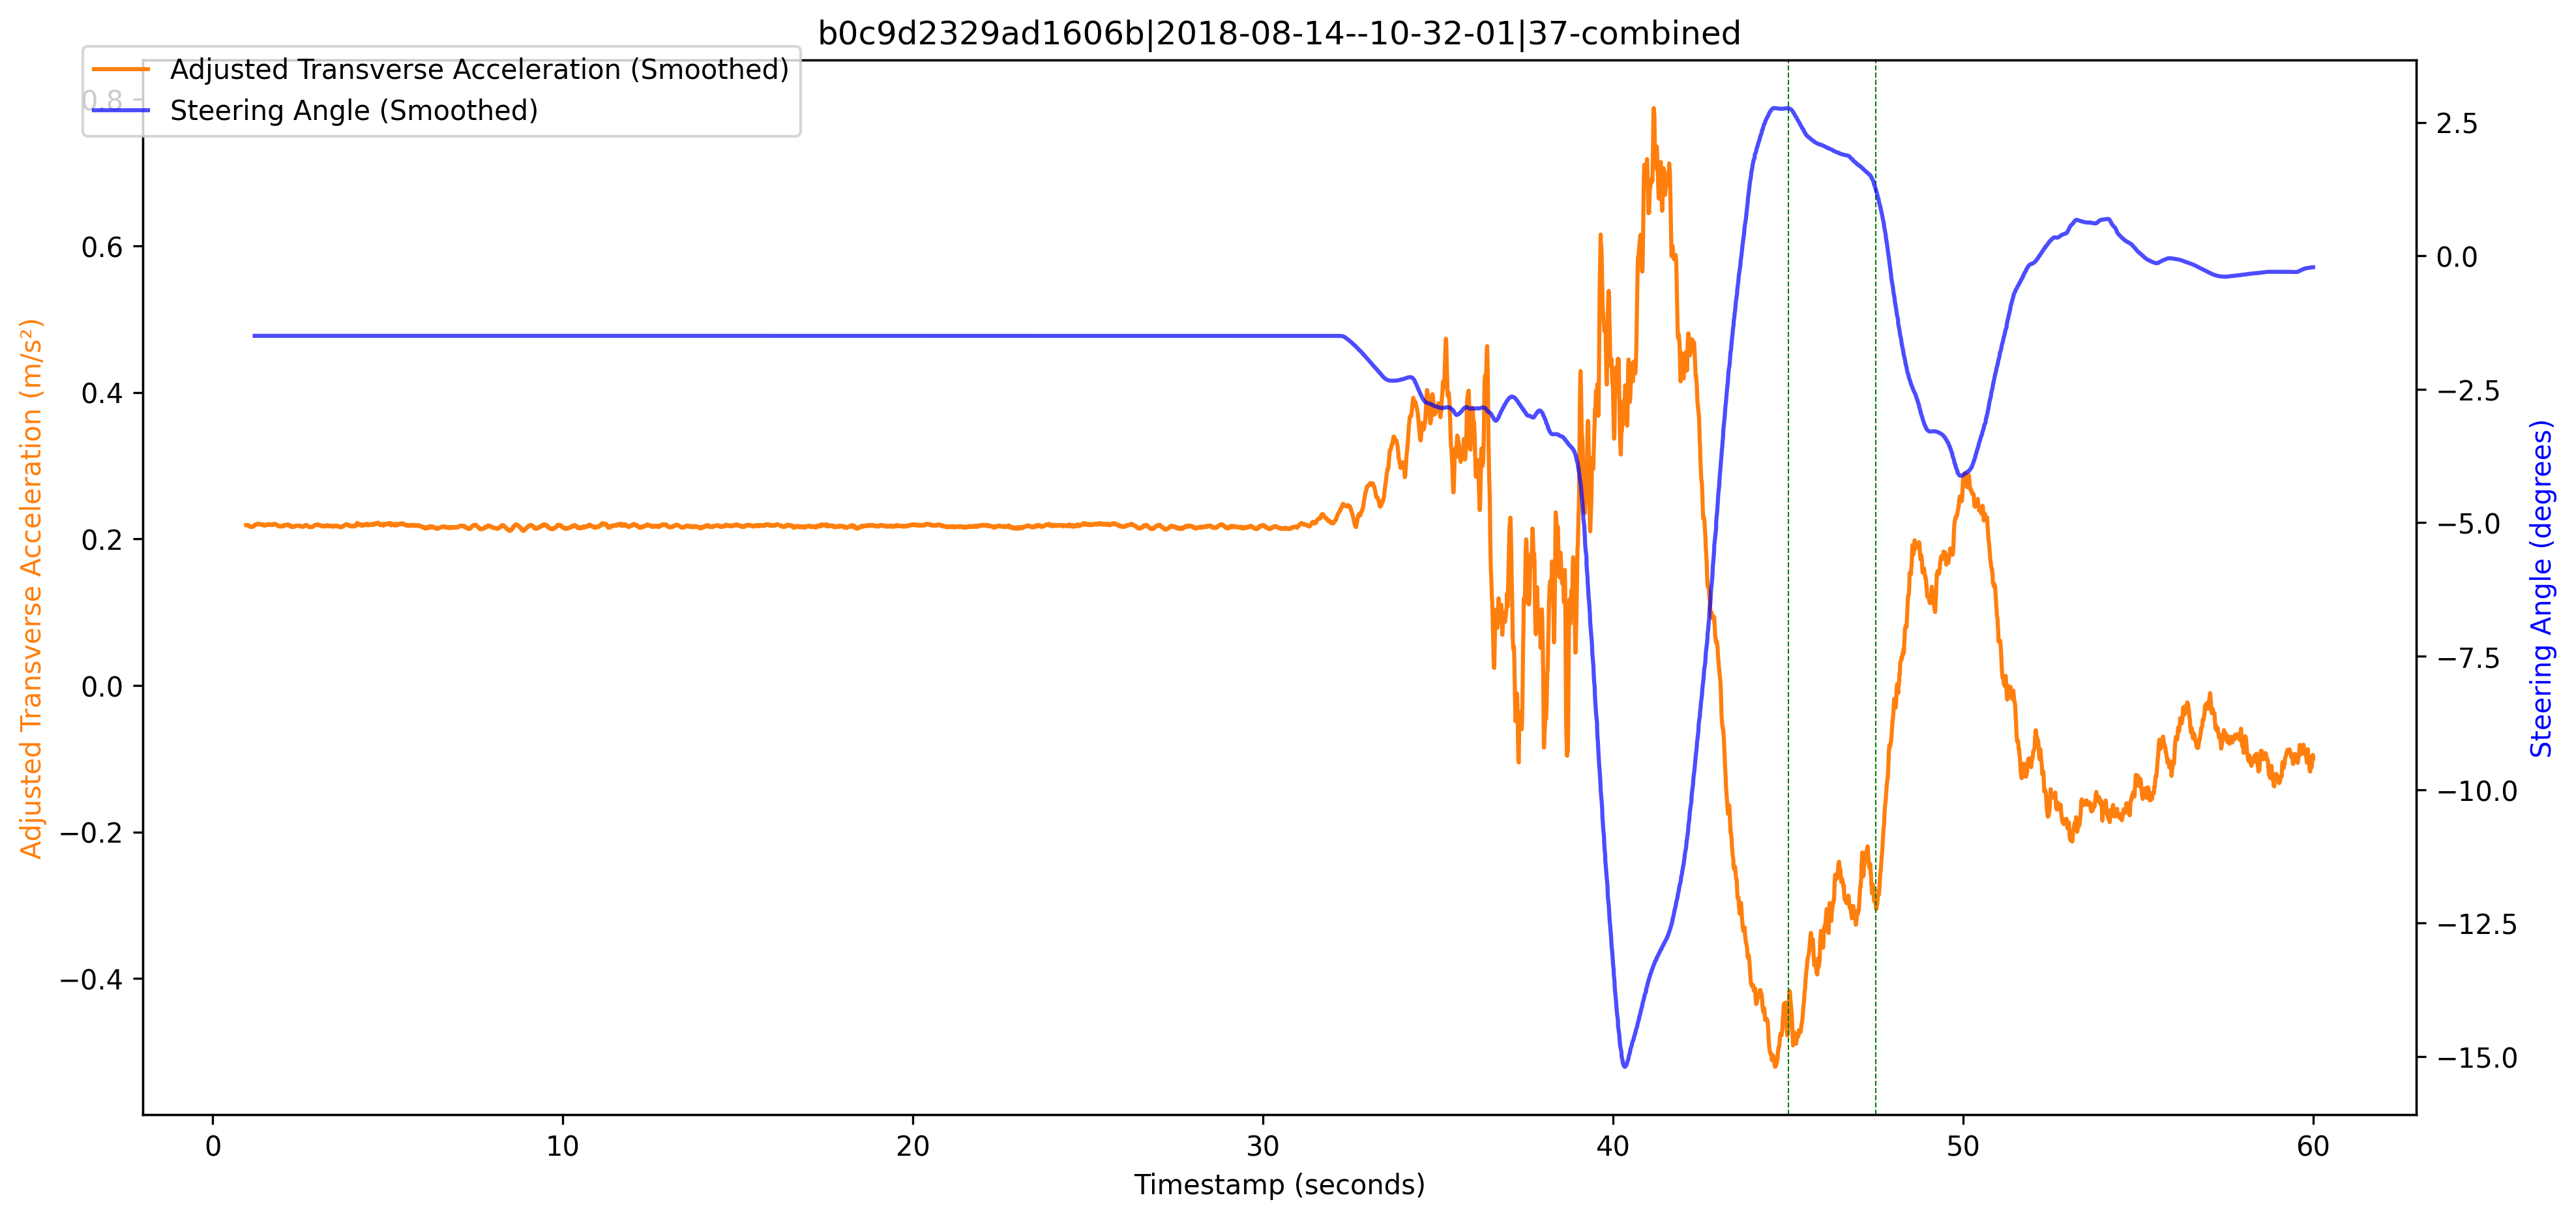 b0c9d2329ad1606b|2018-08-14--10-32-01|37-combined
Adjusted Transverse Acceleration (Smoothed)
Steering Angle (Smoothed)
Adjusted Transverse Acceleration (m/s²)
0.8
0.6
0.4
0.2
0.0
−0.2
−0.4
2.5
0.0
−2.5
−5.0
−7.5
−10.0
−12.5
−15.0
Steering Angle (degrees)
0 10 20 30 40 50 60
Timestamp (seconds)